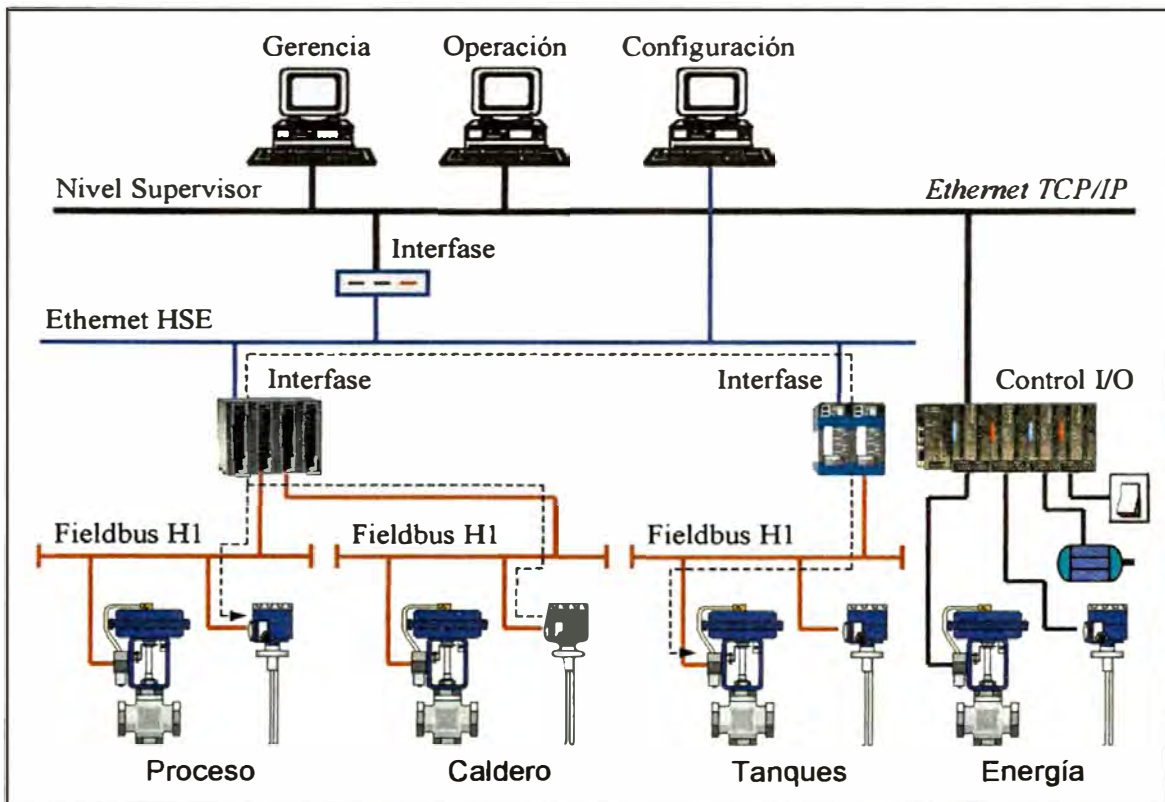 Gerencia
Operación
Configuración
Nivel Supervisor
Ethernet TCP/IP
Interfase
Ethernet HSE
Interfase
Interfase
Control I/O
Fieldbus H1
Fieldbus H1
Fieldbus H1
Proceso
Caldero
Tanques
Energía